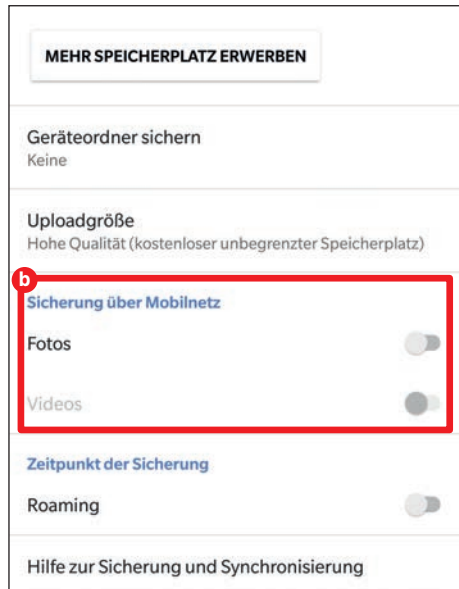 MEHR SPEICHERPLATZ ERWERBEN
Geräteordner sichern
Keine
Uploadgröße
Hohe Qualität (kostenloser unbegrenzter Speicherplatz)
b
Sicherung über Mobilnetz
Fotos
Videos
Zeitpunkt der Sicherung
Roaming
Hilfe zur Sicherung und Synchronisierung